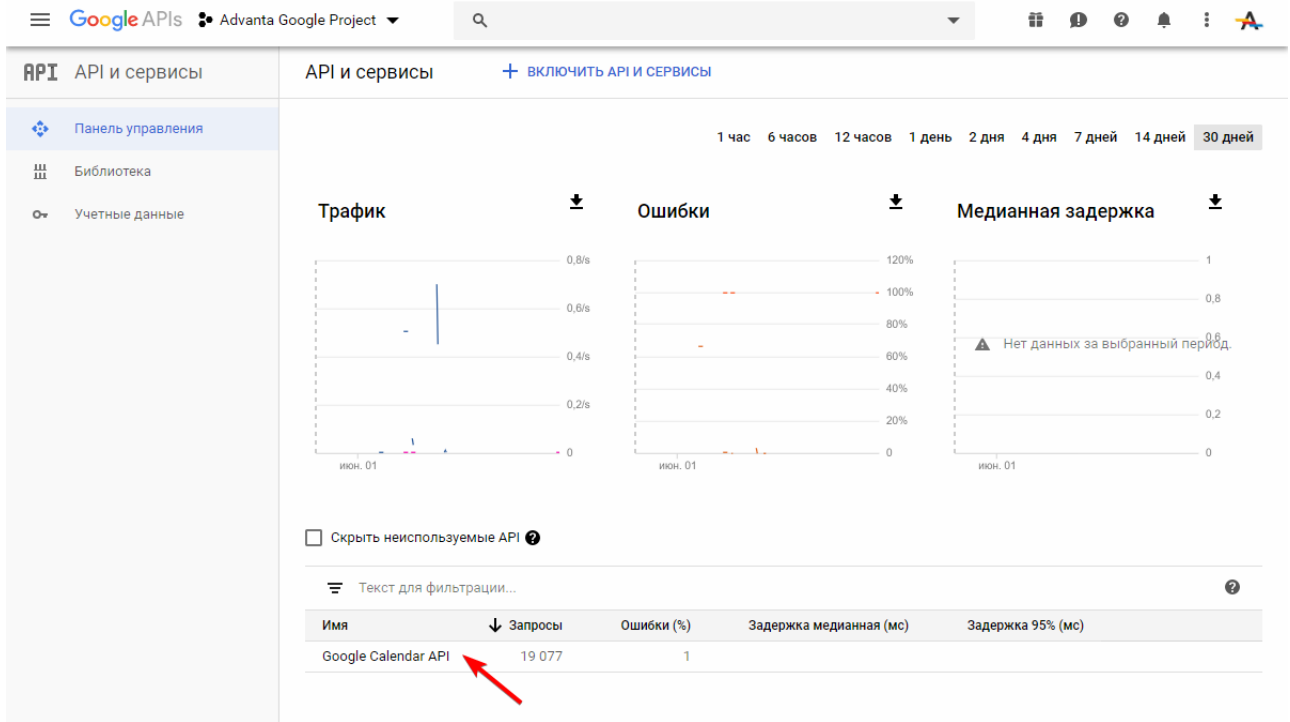 Google APIs Advanta Google Project
API API и сервисы
API и сервисы + ВКЛЮЧИТЬ API И СЕРВИСЫ
Панель управления
Библиотека
Учетные данные
1 час 6 часов 12 часов 1 день 2 дня 4 дня 7 дней 14 дней 30 дней
Трафик
0,8/s
0,6/s
0,4/s
0,2/s
0
июн. 01
Ошибки
120%
100%
80%
60%
40%
20%
0
июн. 01
Медианная задержка
1
0,8
0,6
Нет данных за выбранный период.
0,4
0,2
0
июн. 01
Скрыть неиспользуемые API
Текст для фильтрации...
Имя Запросы Ошибки (%) Задержка медианная (мс) Задержка 95% (мс)
Google Calendar API 19 077 1